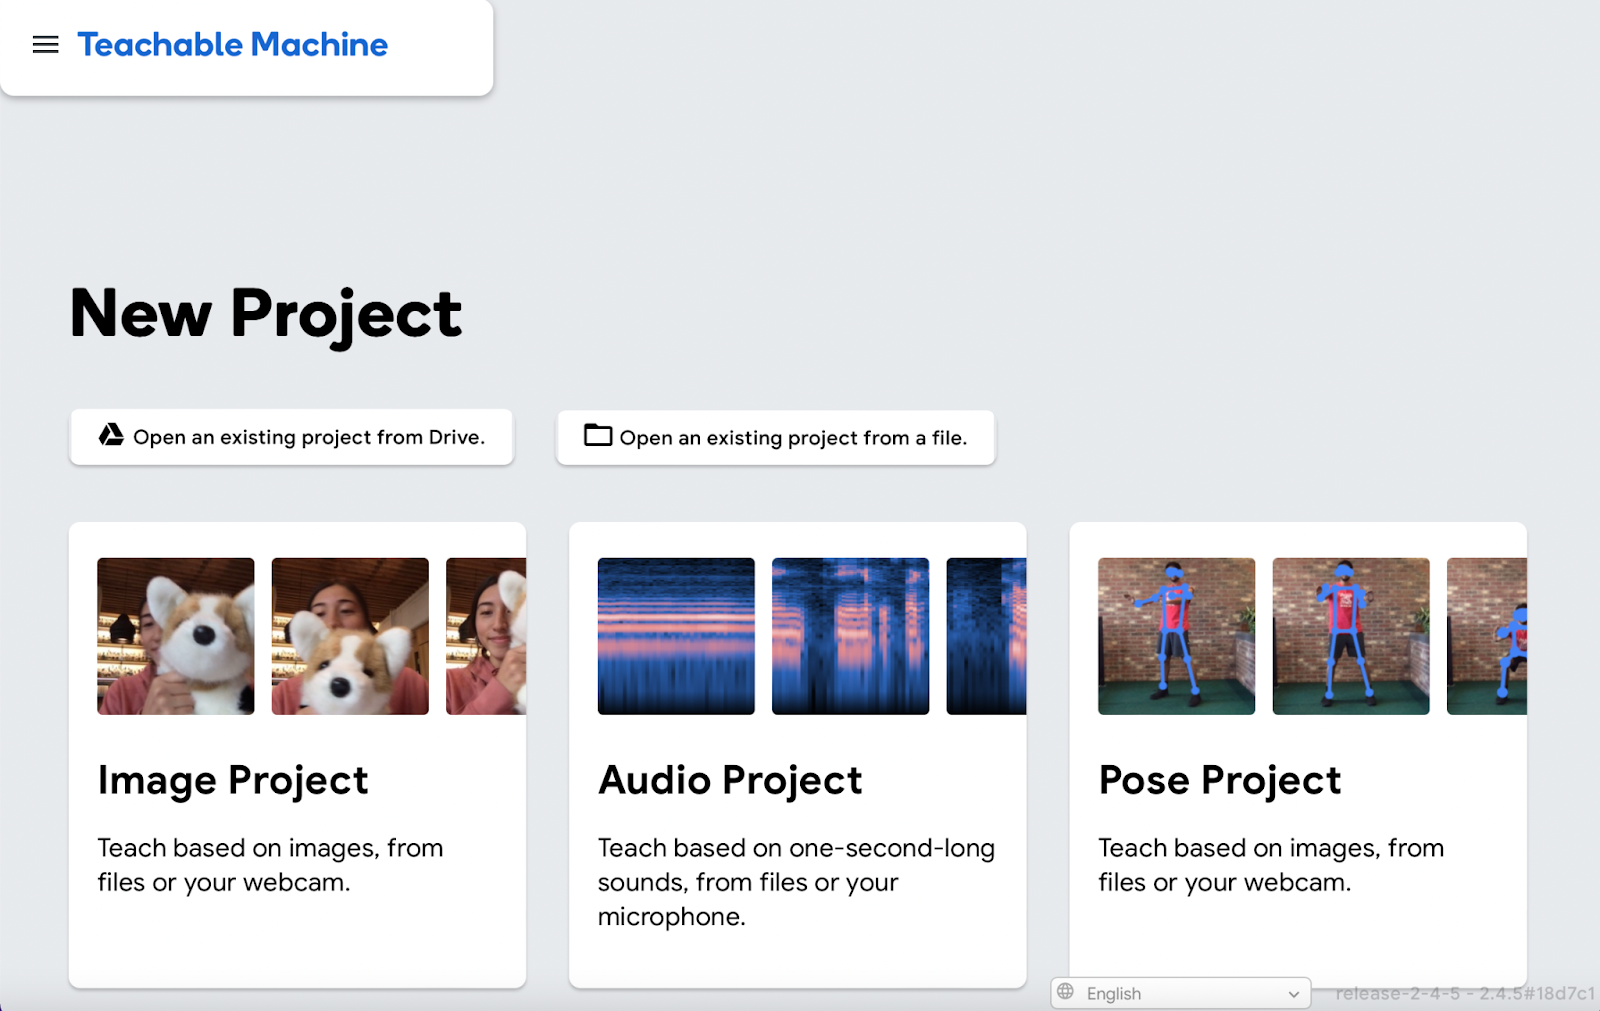 Teachable Machine
New Project
Open an existing project from Drive.
Open an existing project from a file.
Image Project
Teach based on images, from
files or your webcam.
Audio Project
Teach based on one-second-long
sounds, from files or your
microphone.
Pose Project
Teach based on images, from
files or your webcam.
English
release-2-4-5 - 2.4.5#18d7c1